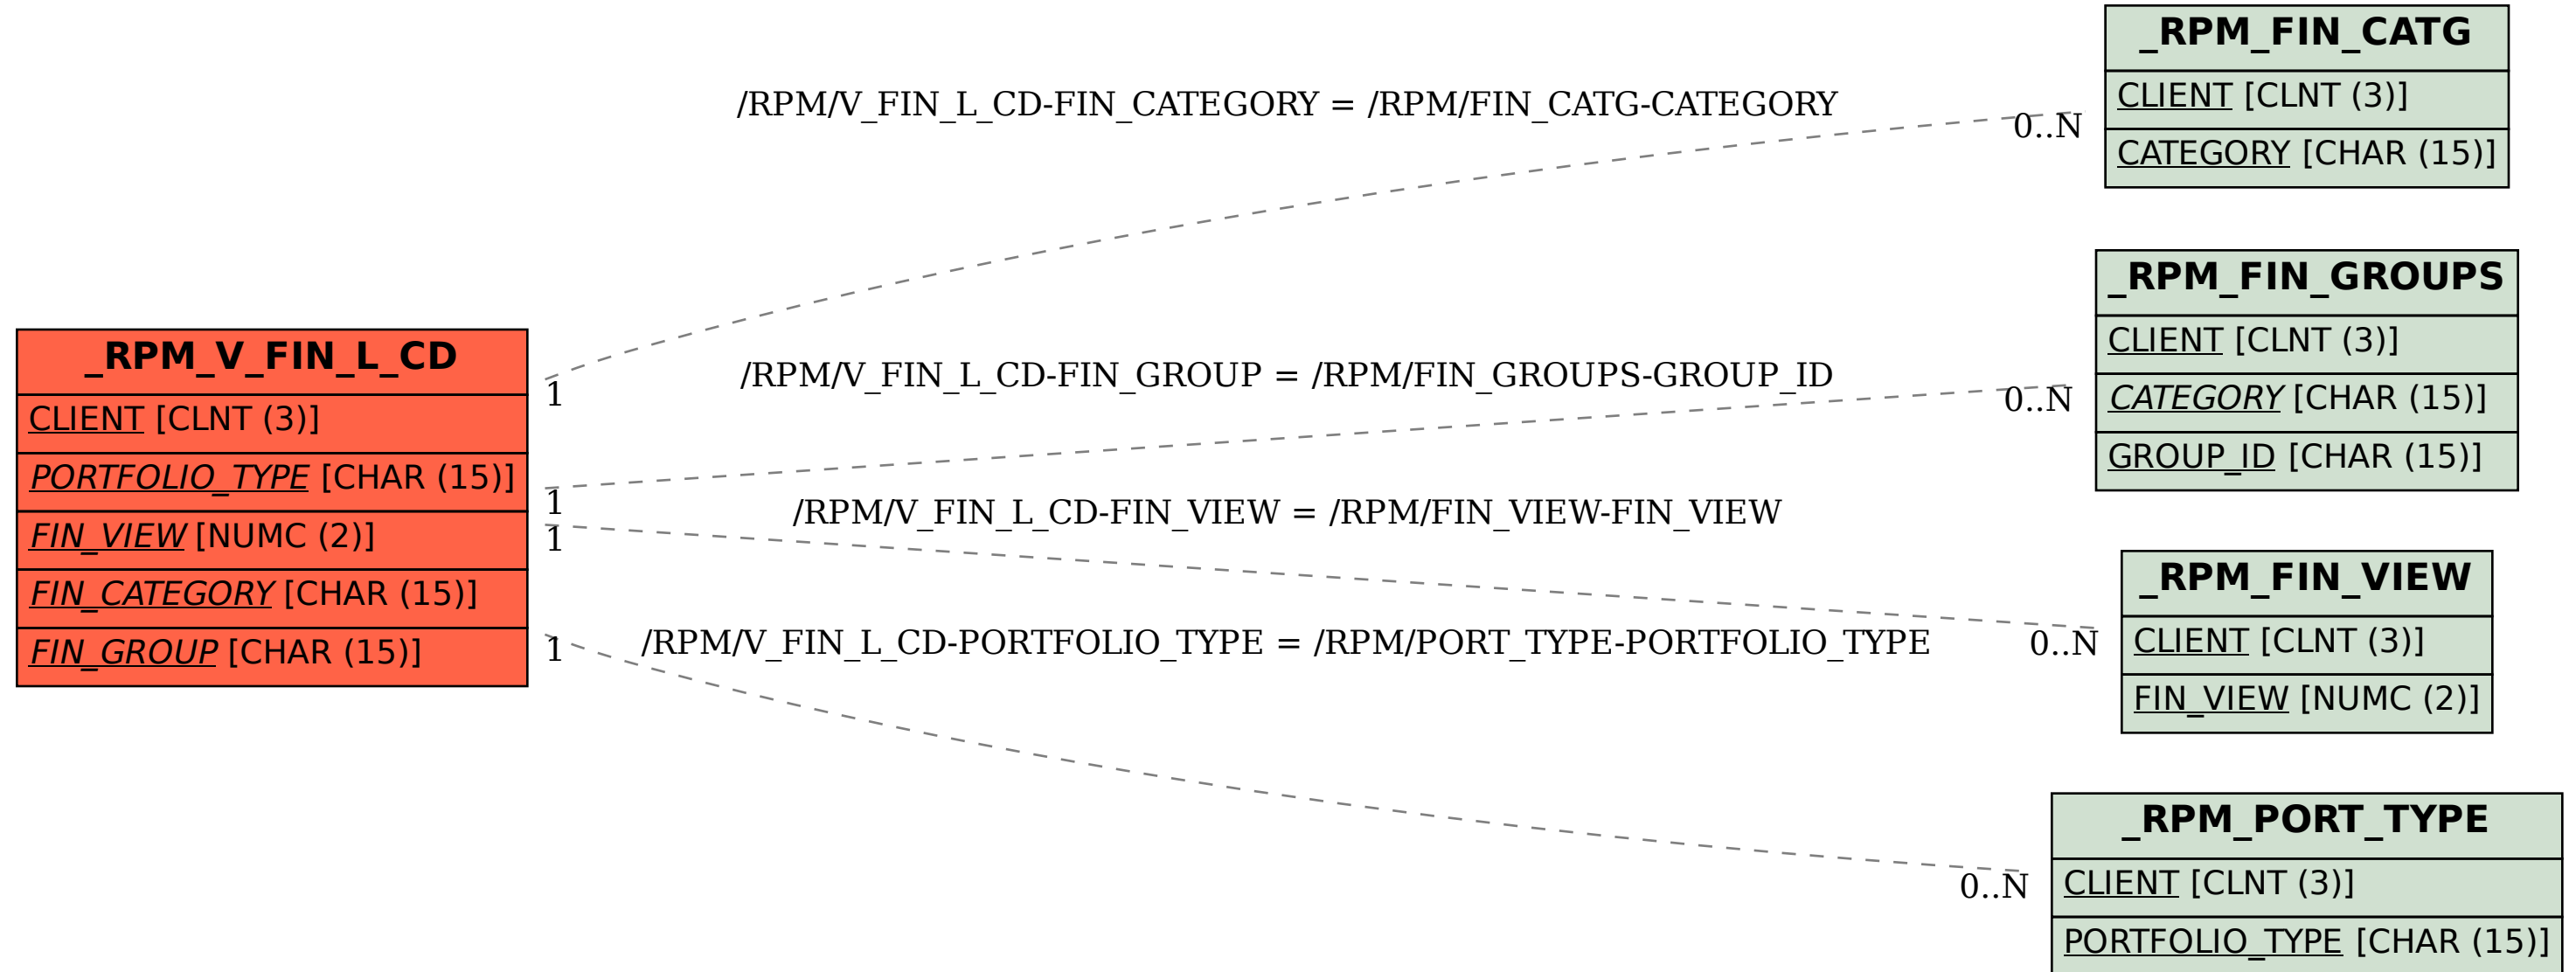 _RPM_V_FIN_L_CD
CLIENT [CLNT (3)]
PORTFOLIO_TYPE [CHAR (15)]
FIN_VIEW [NUMC (2)]
FIN_CATEGORY [CHAR (15)]
FIN_GROUP [CHAR (15)]
/RPM/V_FIN_L_CD-FIN_CATEGORY = /RPM/FIN_CATG-CATEGORY
1
0..N
/RPM/V_FIN_L_CD-FIN_GROUP = /RPM/FIN_GROUPS-GROUP_ID
1
0..N
/RPM/V_FIN_L_CD-FIN_VIEW = /RPM/FIN_VIEW-FIN_VIEW
1
0..N
/RPM/V_FIN_L_CD-PORTFOLIO_TYPE = /RPM/PORT_TYPE-PORTFOLIO_TYPE
1
0..N
_RPM_FIN_CATG
CLIENT [CLNT (3)]
CATEGORY [CHAR (15)]
_RPM_FIN_GROUPS
CLIENT [CLNT (3)]
CATEGORY [CHAR (15)]
GROUP_ID [CHAR (15)]
_RPM_FIN_VIEW
CLIENT [CLNT (3)]
FIN_VIEW [NUMC (2)]
_RPM_PORT_TYPE
CLIENT [CLNT (3)]
PORTFOLIO_TYPE [CHAR (15)]